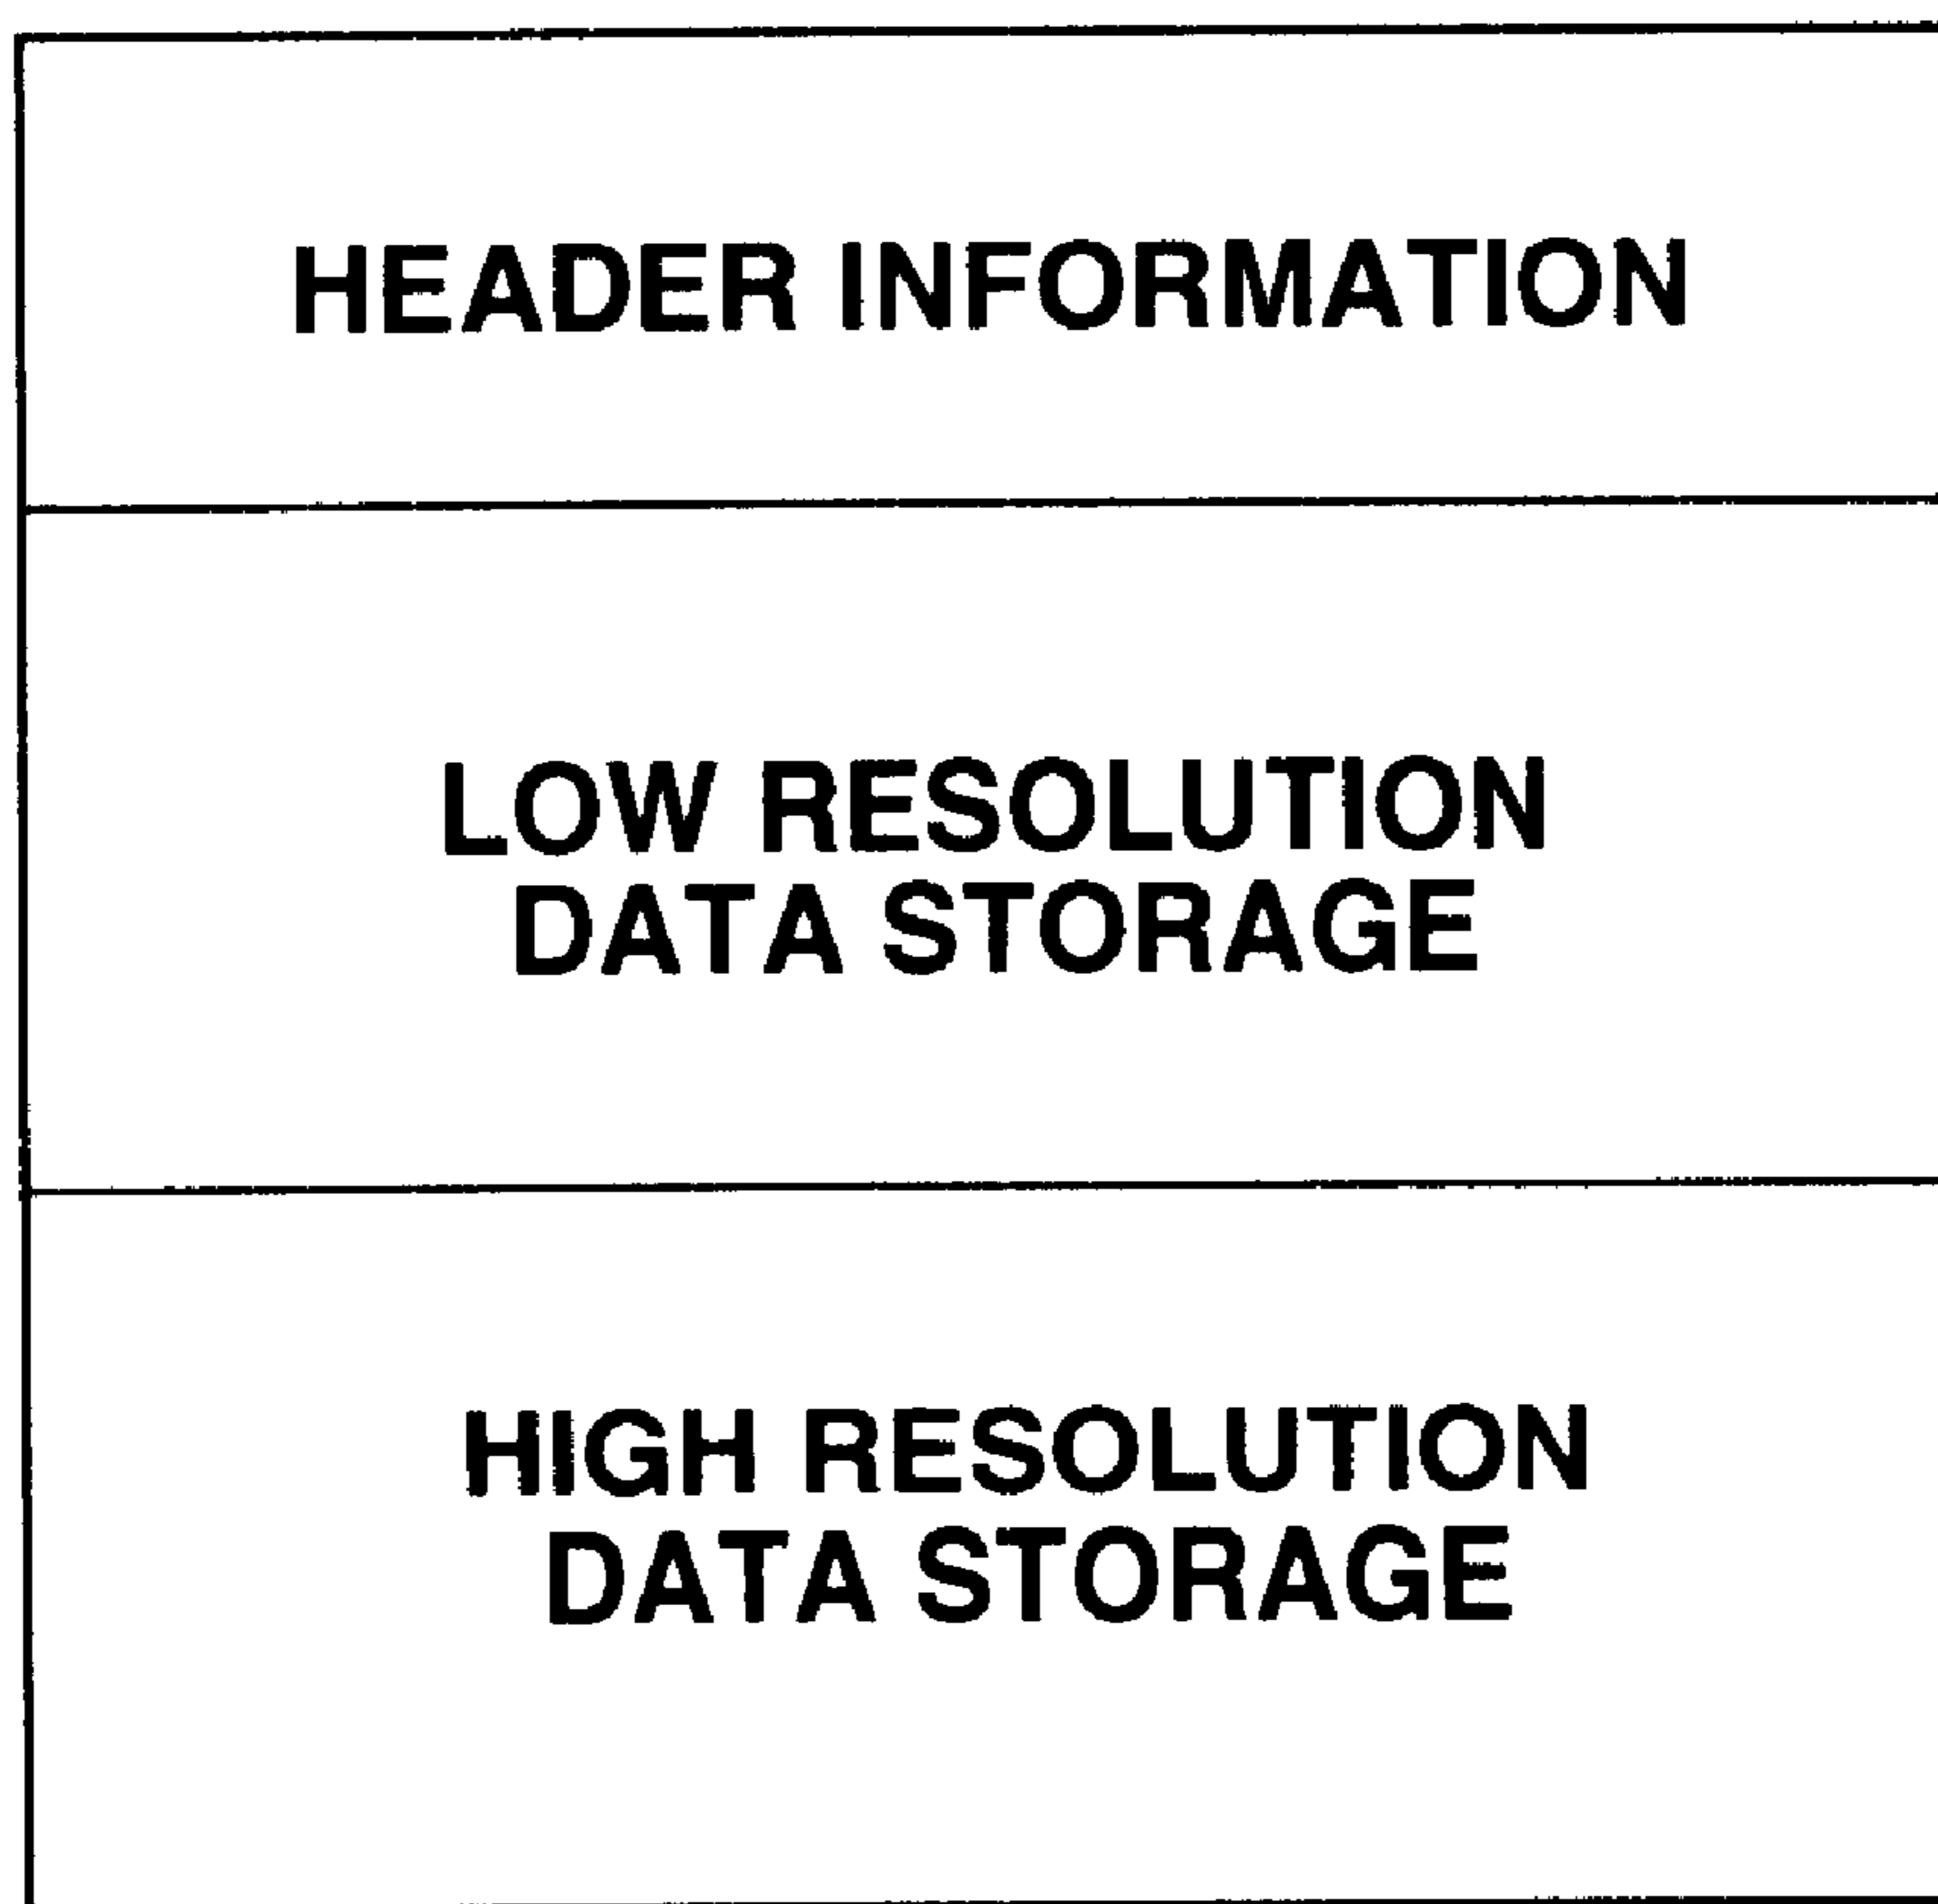 HEADER INFORMATION
LOW RESOLUTION
DATA STORAGE
HIGH RESOLUTION
DATA STORAGE